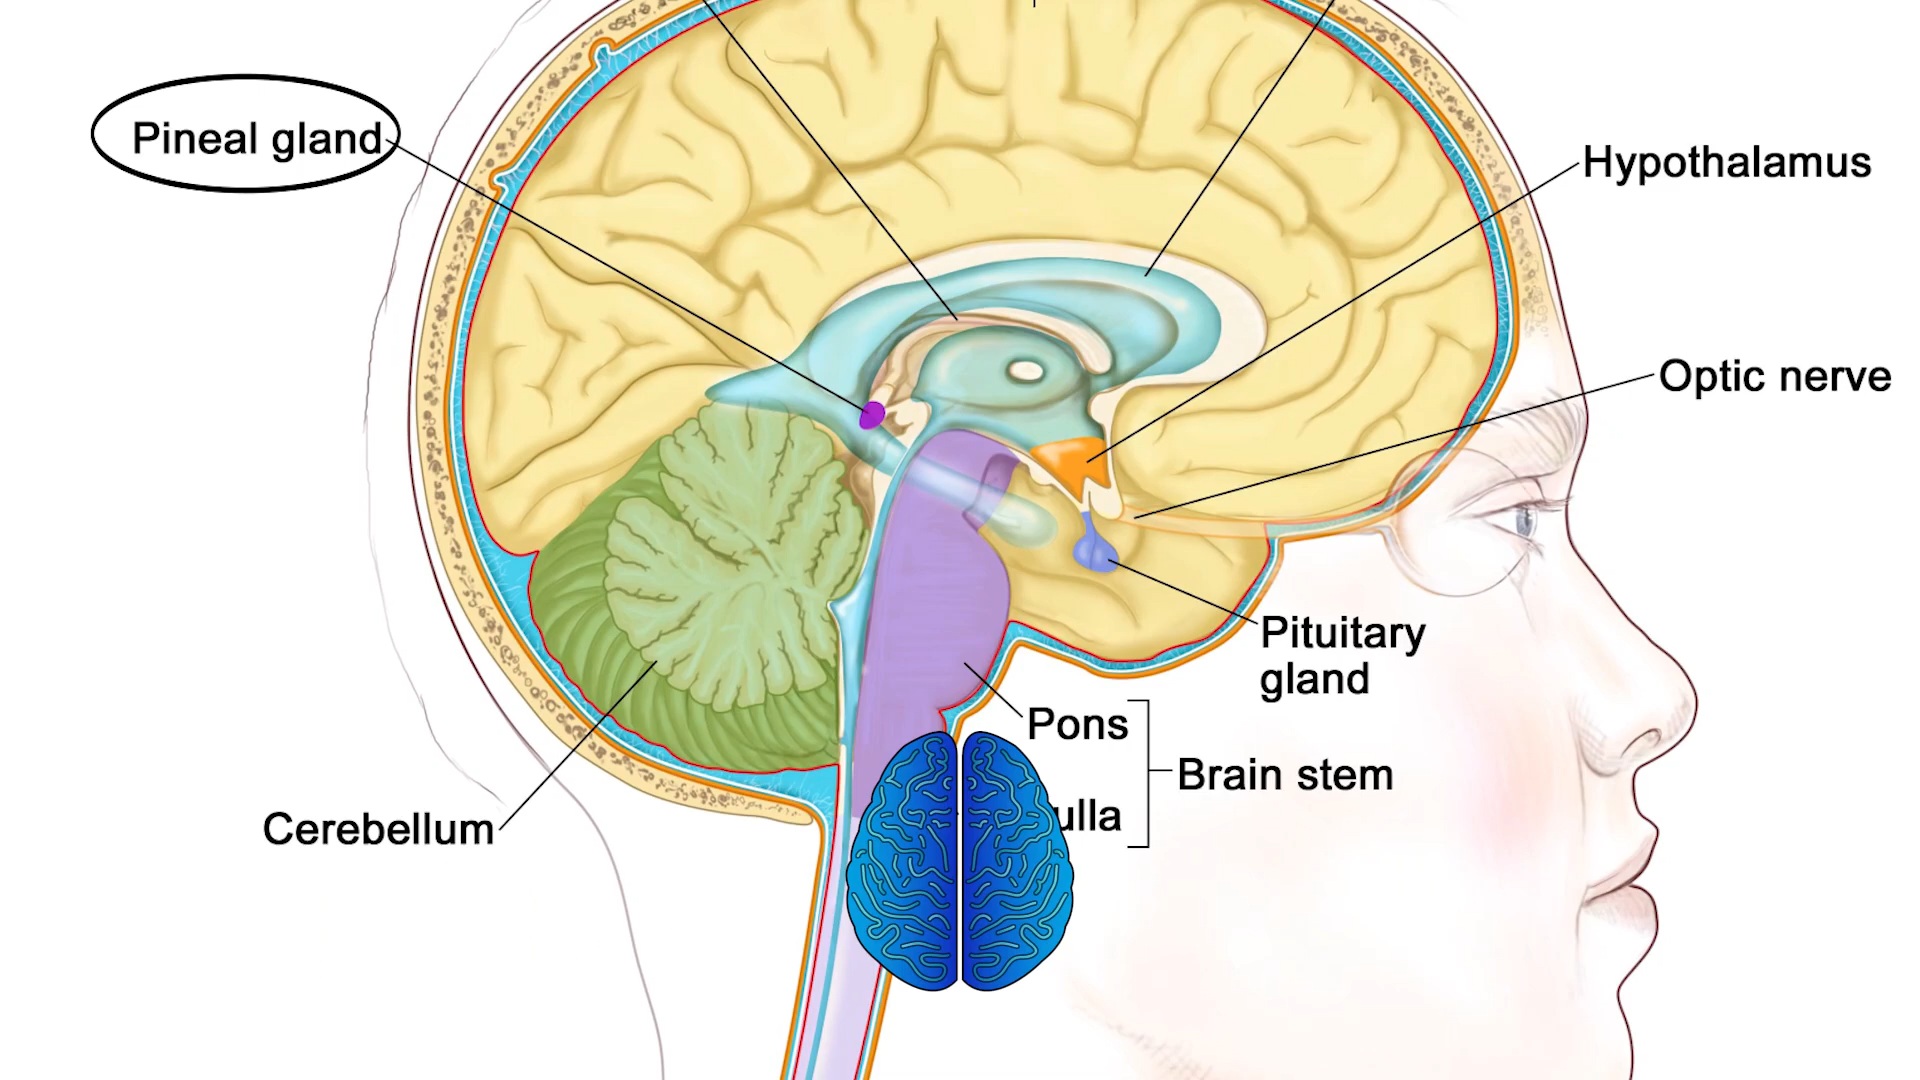 Pineal gland
Hypothalamus
Optic nerve
Pituitary
gland
Pons
Brain stem
Cerebellum